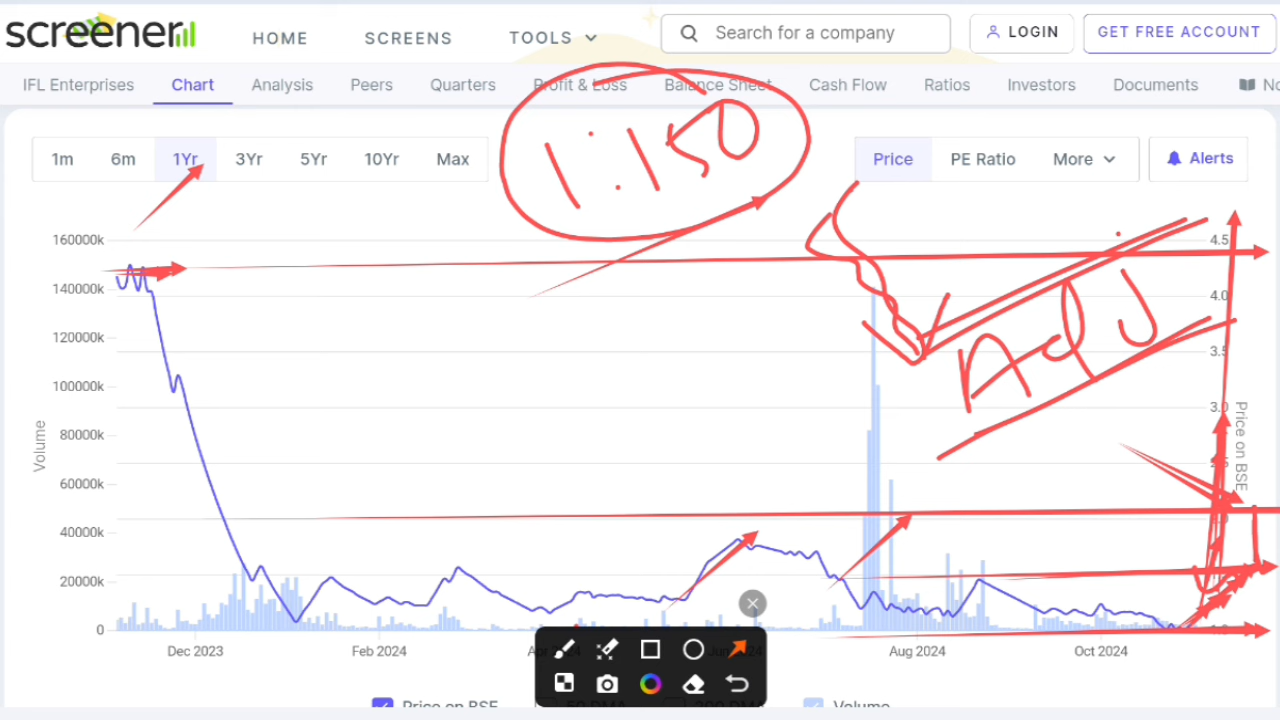 screener
HOME SCREENS TOOLS
Search for a company
LOGIN
GET FREE ACCOUNT
IFL Enterprises Chart Analysis Peers Quarters Profit & Loss Balance Sheet Cash Flow Ratios Investors Documents
1:150
1m 6m 1Yr 3Yr 5Yr 10Yr Max
Price PE Ratio More
Alerts
160000k
140000k
120000k
100000k
80000k
60000k
40000k
20000k
0
Volume
4.5
4.0
3.5
3.0
Price on BSE
Adj
Dec 2023 Feb 2024 Aug 2024 Oct 2024
Price on BSE Volume